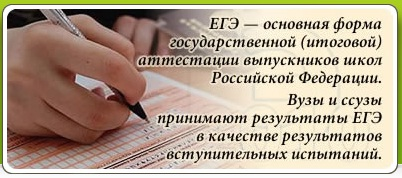 ЕГЭ — основная форма
государственной (итоговой)
аттестации выпускников школ
Российской Федерации.
Вузы и ссузы
принимают результаты ЕГЭ
в качестве результатов
вступительных испытаний.